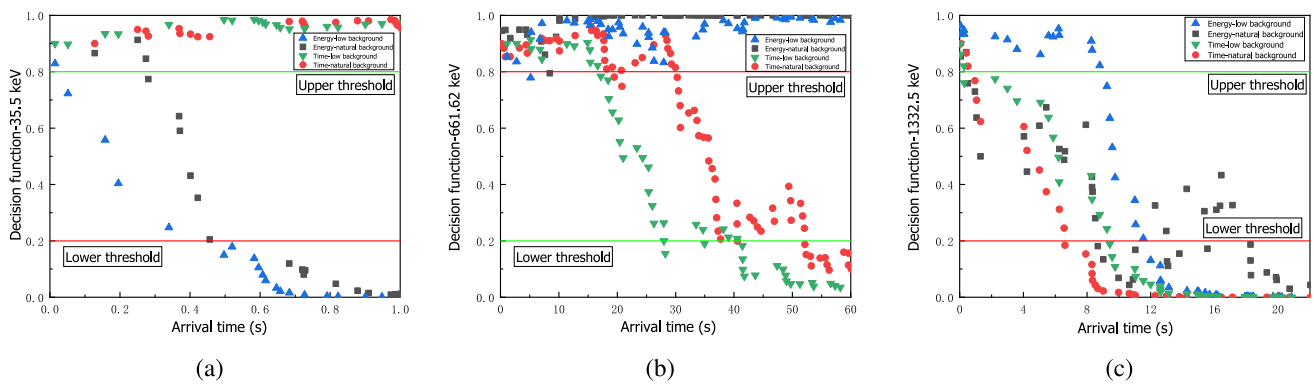 Decision function-35.5 keV
1.0
0.8
0.6
0.4
0.2
0.0
Energy-low background
Energy-natural background
Time-low background
Time-natural background
Upper threshold
Lower threshold
0.0 0.2 0.4 0.6 0.8 1.0
Arrival time (s)
(a)
Decision function-661.62 keV
1.0
0.8
0.6
0.4
0.2
0.0
Energy-low background
Energy-natural background
Time-low background
Time-natural background
Upper threshold
Lower threshold
0 10 20 30 40 50 60
Arrival time (s)
(b)
Decision function-1332.5 keV
1.0
0.8
0.6
0.4
0.2
0.0
Energy-low background
Energy-natural background
Time-low background
Time-natural background
Upper threshold
Lower threshold
0 4 8 12 16 20
Arrival time (s)
(c)